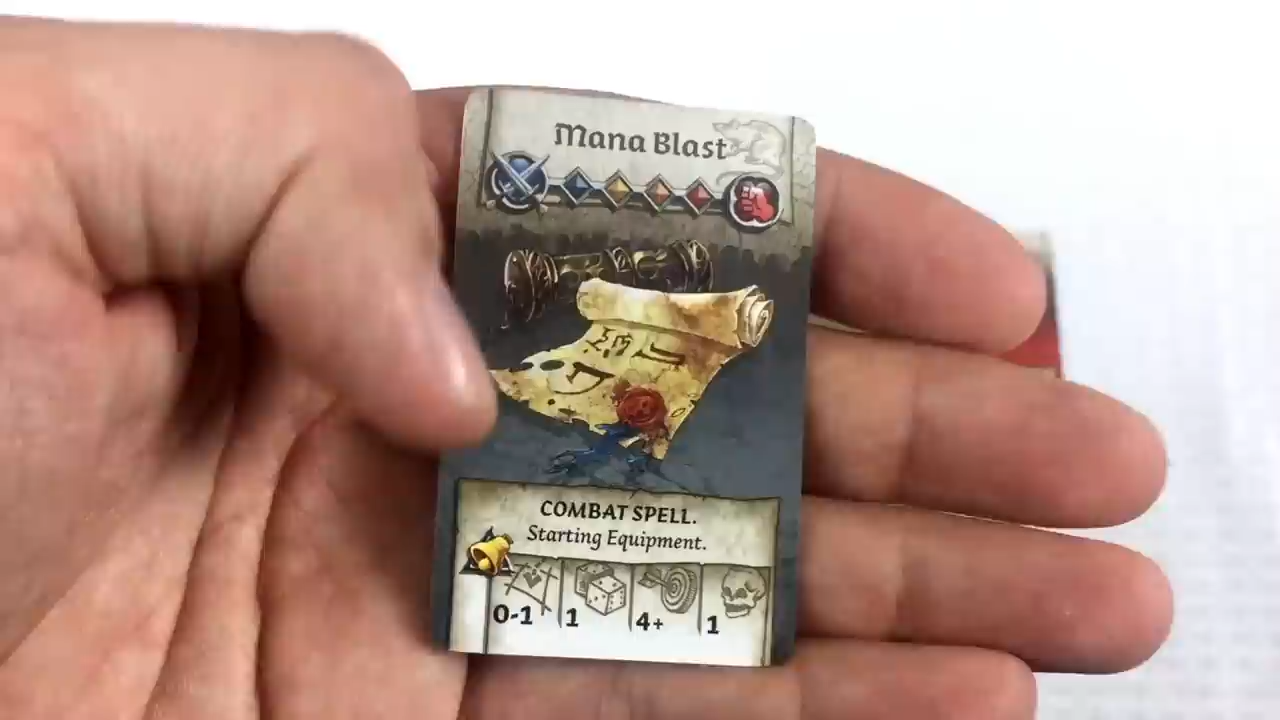 Mana Blast
COMBAT SPELL.
Starting Equipment.
0-1 1 4+ 1